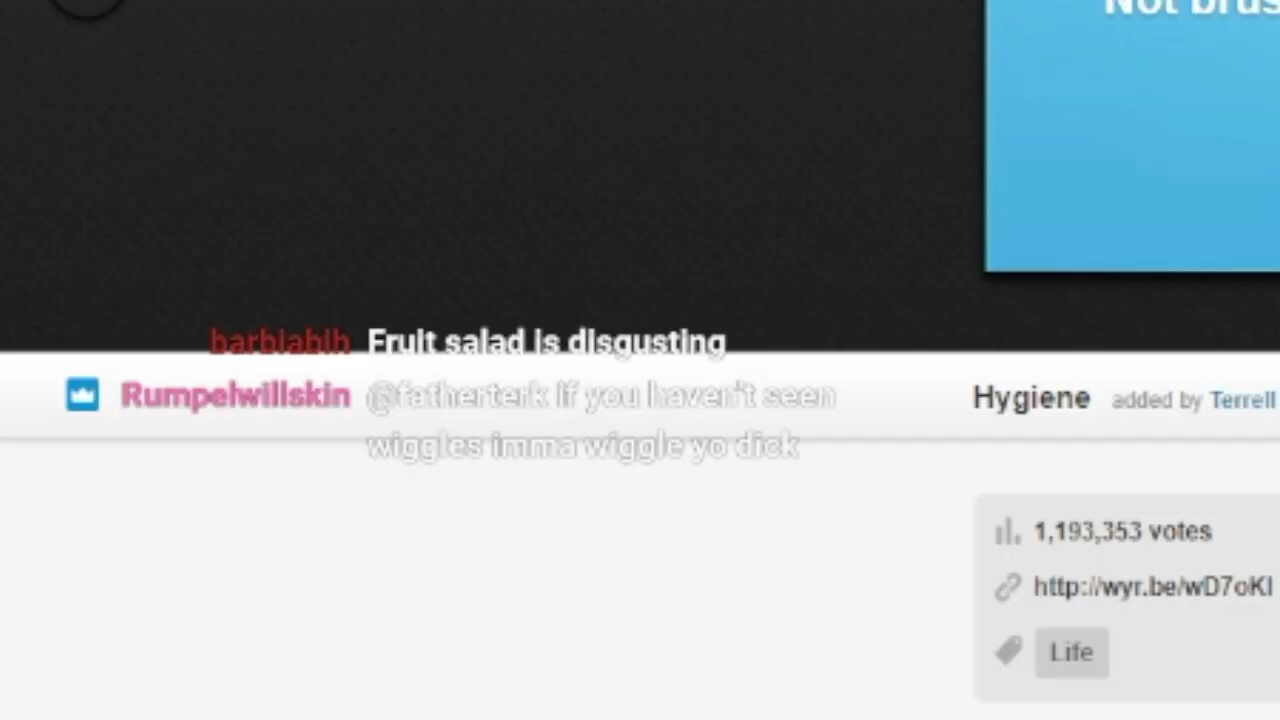 Not brus
barbiabih Fruit salad is disgusting
Rumpelwillskin @fatherterk if you haven't seen
wiggles imma wiggle yo dick
Hygiene added by Terrell
1,193,353 votes
http://wyr.be/wD7oKI
Life